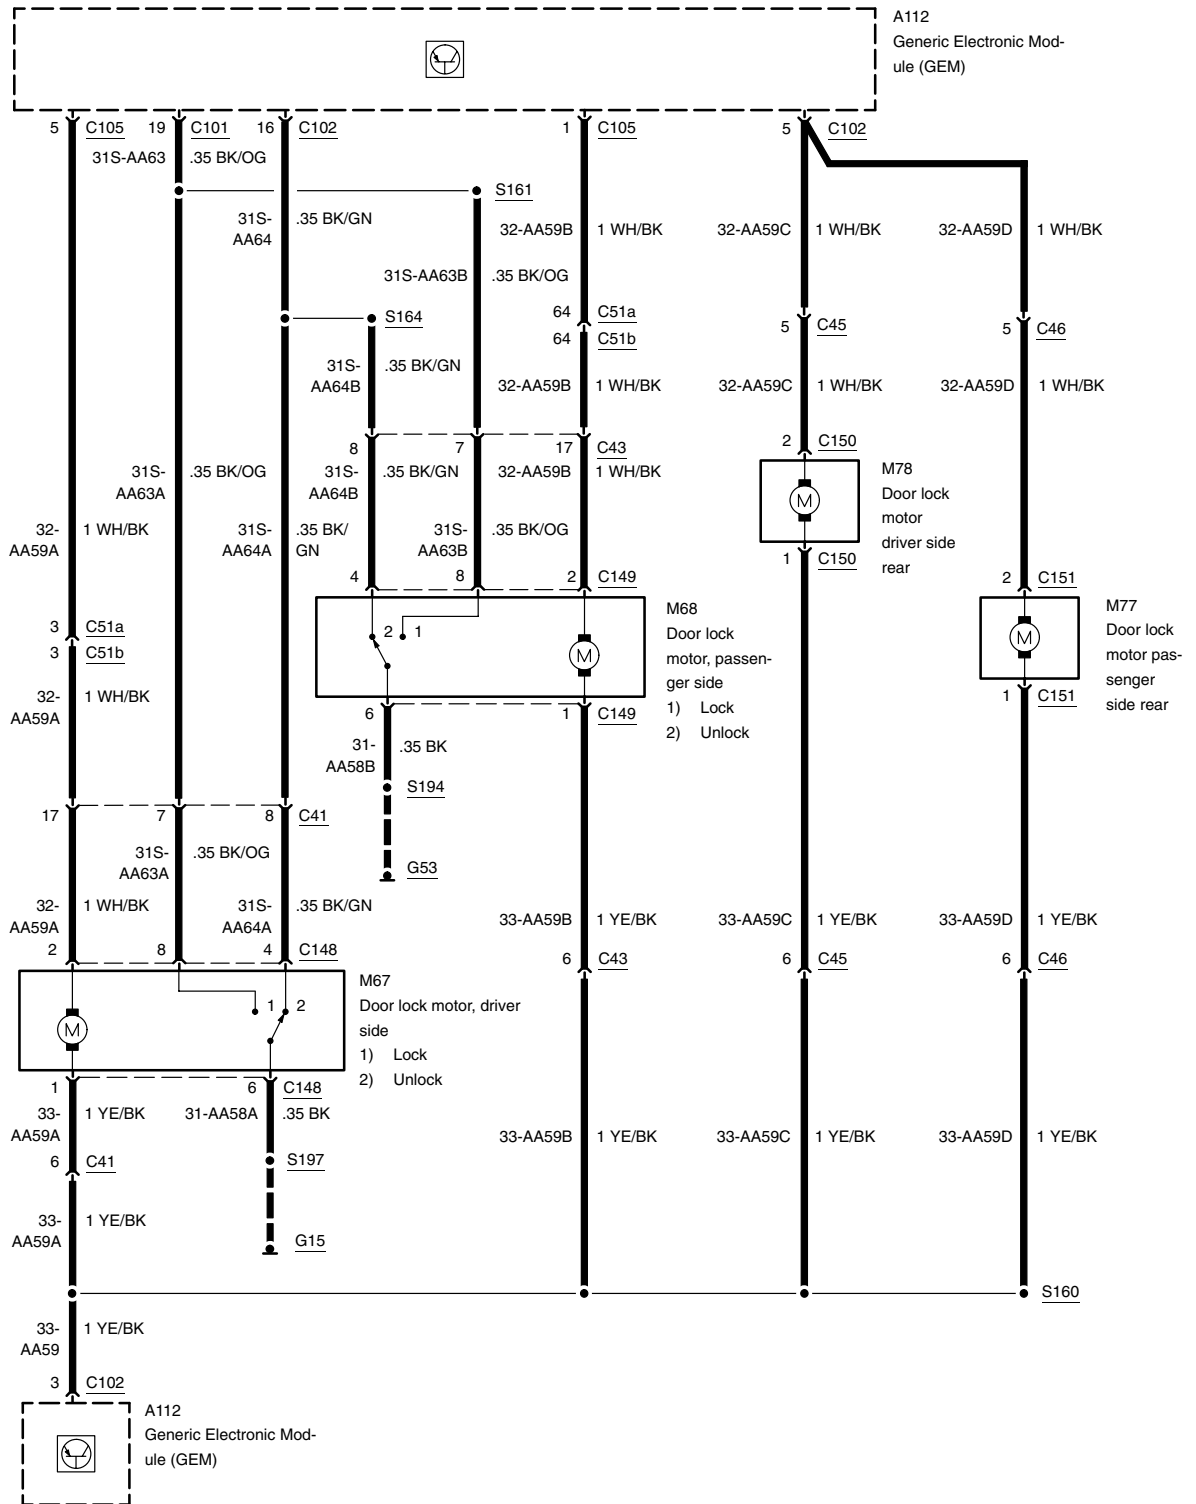 A112
Generic Electronic Mod-
ule (GEM)
5 C105 19 C101 16 C102 1 C105 5 C102
31S-AA63 .35 BK/OG
S161
31S-
AA64 .35 BK/GN
32-AA59B 1 WH/BK 32-AA59C 1 WH/BK 32-AA59D 1 WH/BK
31S-AA63B .35 BK/OG
64 C51a
S164
5 C45 5 C46
64 C51b
31S-
AA64B .35 BK/GN
32-AA59B 1 WH/BK 32-AA59C 1 WH/BK 32-AA59D 1 WH/BK
8 7 17 C43
2 C150
31S-
AA63A .35 BK/OG
31S-
AA64B .35 BK/GN
32-AA59B 1 WH/BK
M
M78
Door lock
motor
driver side
rear
32-
AA59A 1 WH/BK
31S-
AA64A .35 BK/
GN
31S-
AA63B .35 BK/OG
1 C150
4 8 2 C149
2 C151
M
M77
Door lock
motor pas-
senger
side rear
3 C51a
3 C51b
2 1
M
M68
Door lock
motor, passen-
ger side
1) Lock
2) Unlock
32-
AA59A 1 WH/BK
1 C151
6 1 C149
31-
AA58B .35 BK
S194
17 7 8 C41
31S-
AA63A .35 BK/OG
G53
32-
AA59A 1 WH/BK
31S-
AA64A .35 BK/GN
33-AA59B 1 YE/BK 33-AA59C 1 YE/BK 33-AA59D 1 YE/BK
2 8 4 C148
6 C43 6 C45 6 C46
M
1 2
M67
Door lock motor, driver
side
1) Lock
2) Unlock
1 6 C148
33-
AA59A 1 YE/BK
31-AA58A .35 BK
33-AA59B 1 YE/BK 33-AA59C 1 YE/BK 33-AA59D 1 YE/BK
6 C41
S197
33-
AA59A 1 YE/BK
G15
S160
33-
AA59 1 YE/BK
3 C102
A112
Generic Electronic Mod-
ule (GEM)